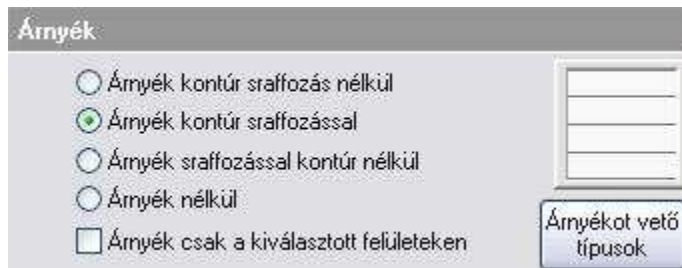 Árnyék
Árnyék kontúr sraffozás nélkül
Árnyék kontúr sraffozással
Árnyék sraffozással kontúr nélkül
Árnyék nélkül
Árnyék csak a kiválasztott felületeken
Árnyékot vető
típusok